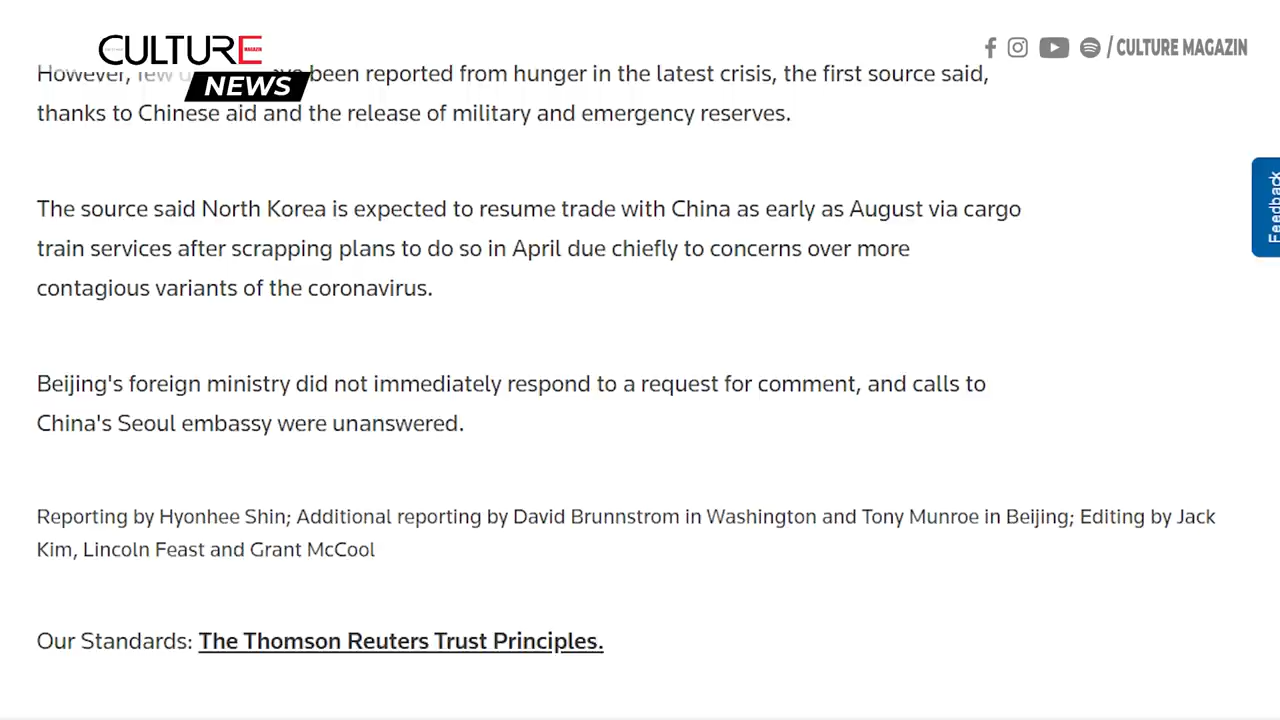 CULTURE
MAGAZIN
NEWS
/ CULTURE MAGAZIN
However, few been reported from hunger in the latest crisis, the first source said,
thanks to Chinese aid and the release of military and emergency reserves.
Feedback
The source said North Korea is expected to resume trade with China as early as August via cargo
train services after scrapping plans to do so in April due chiefly to concerns over more
contagious variants of the coronavirus.
Beijing's foreign ministry did not immediately respond to a request for comment, and calls to
China's Seoul embassy were unanswered.
Reporting by Hyonhee Shin; Additional reporting by David Brunnstrom in Washington and Tony Munroe in Beijing; Editing by Jack
Kim, Lincoln Feast and Grant McCool
Our Standards: The Thomson Reuters Trust Principles.